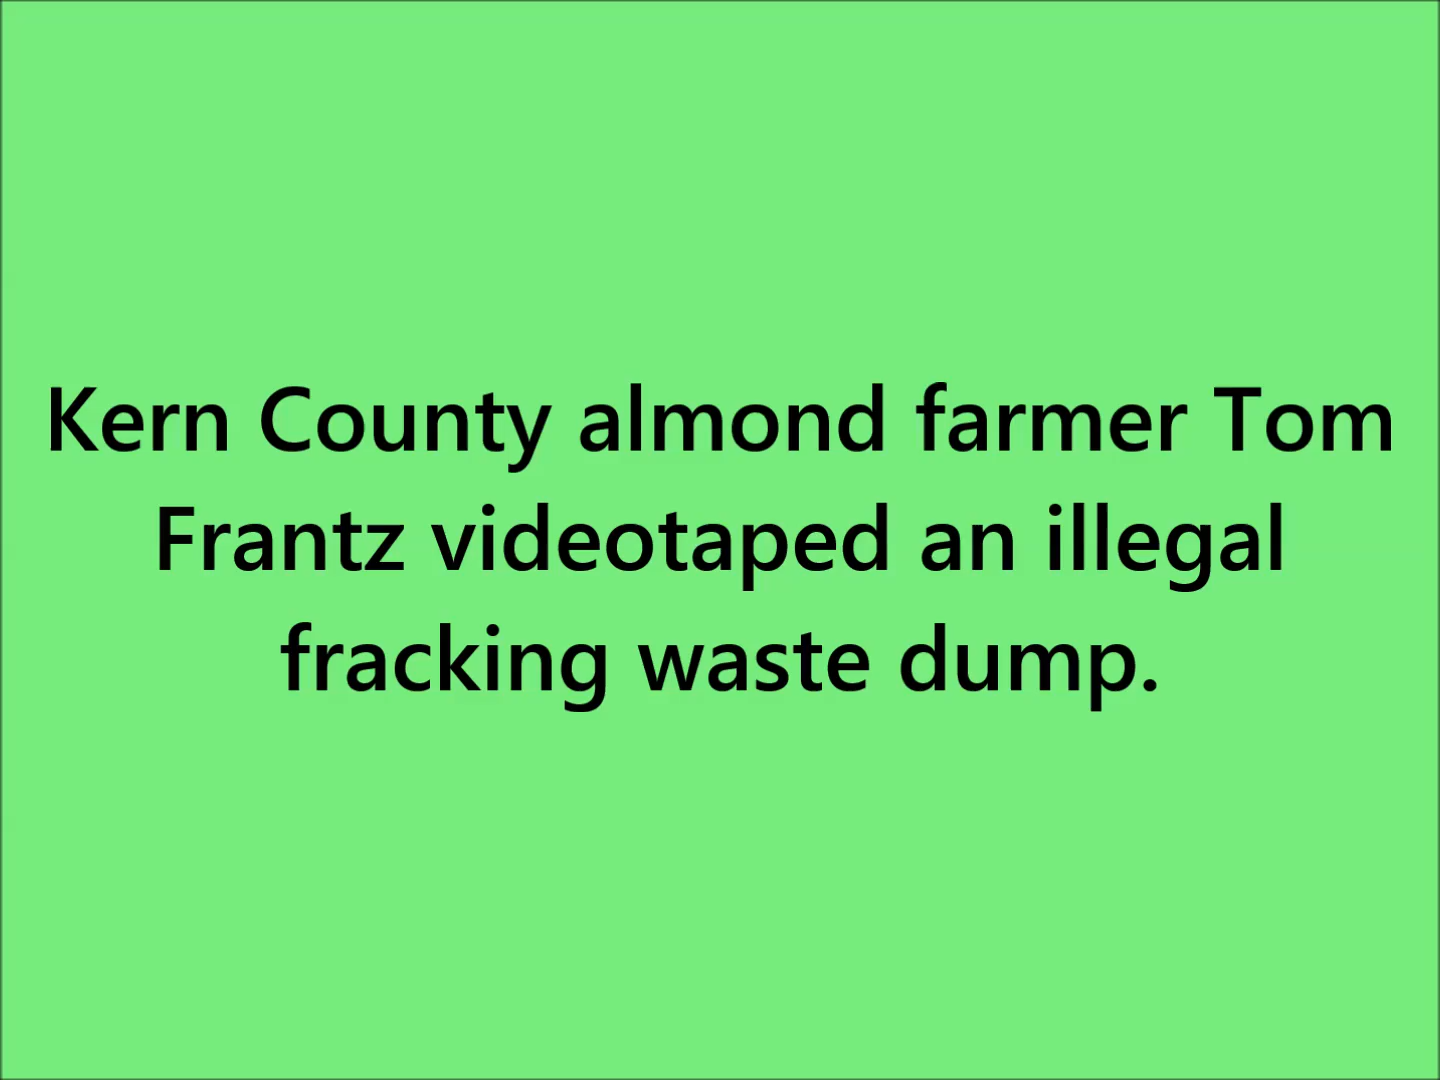 Kern County almond farmer Tom
Frantz videotaped an illegal
fracking waste dump.